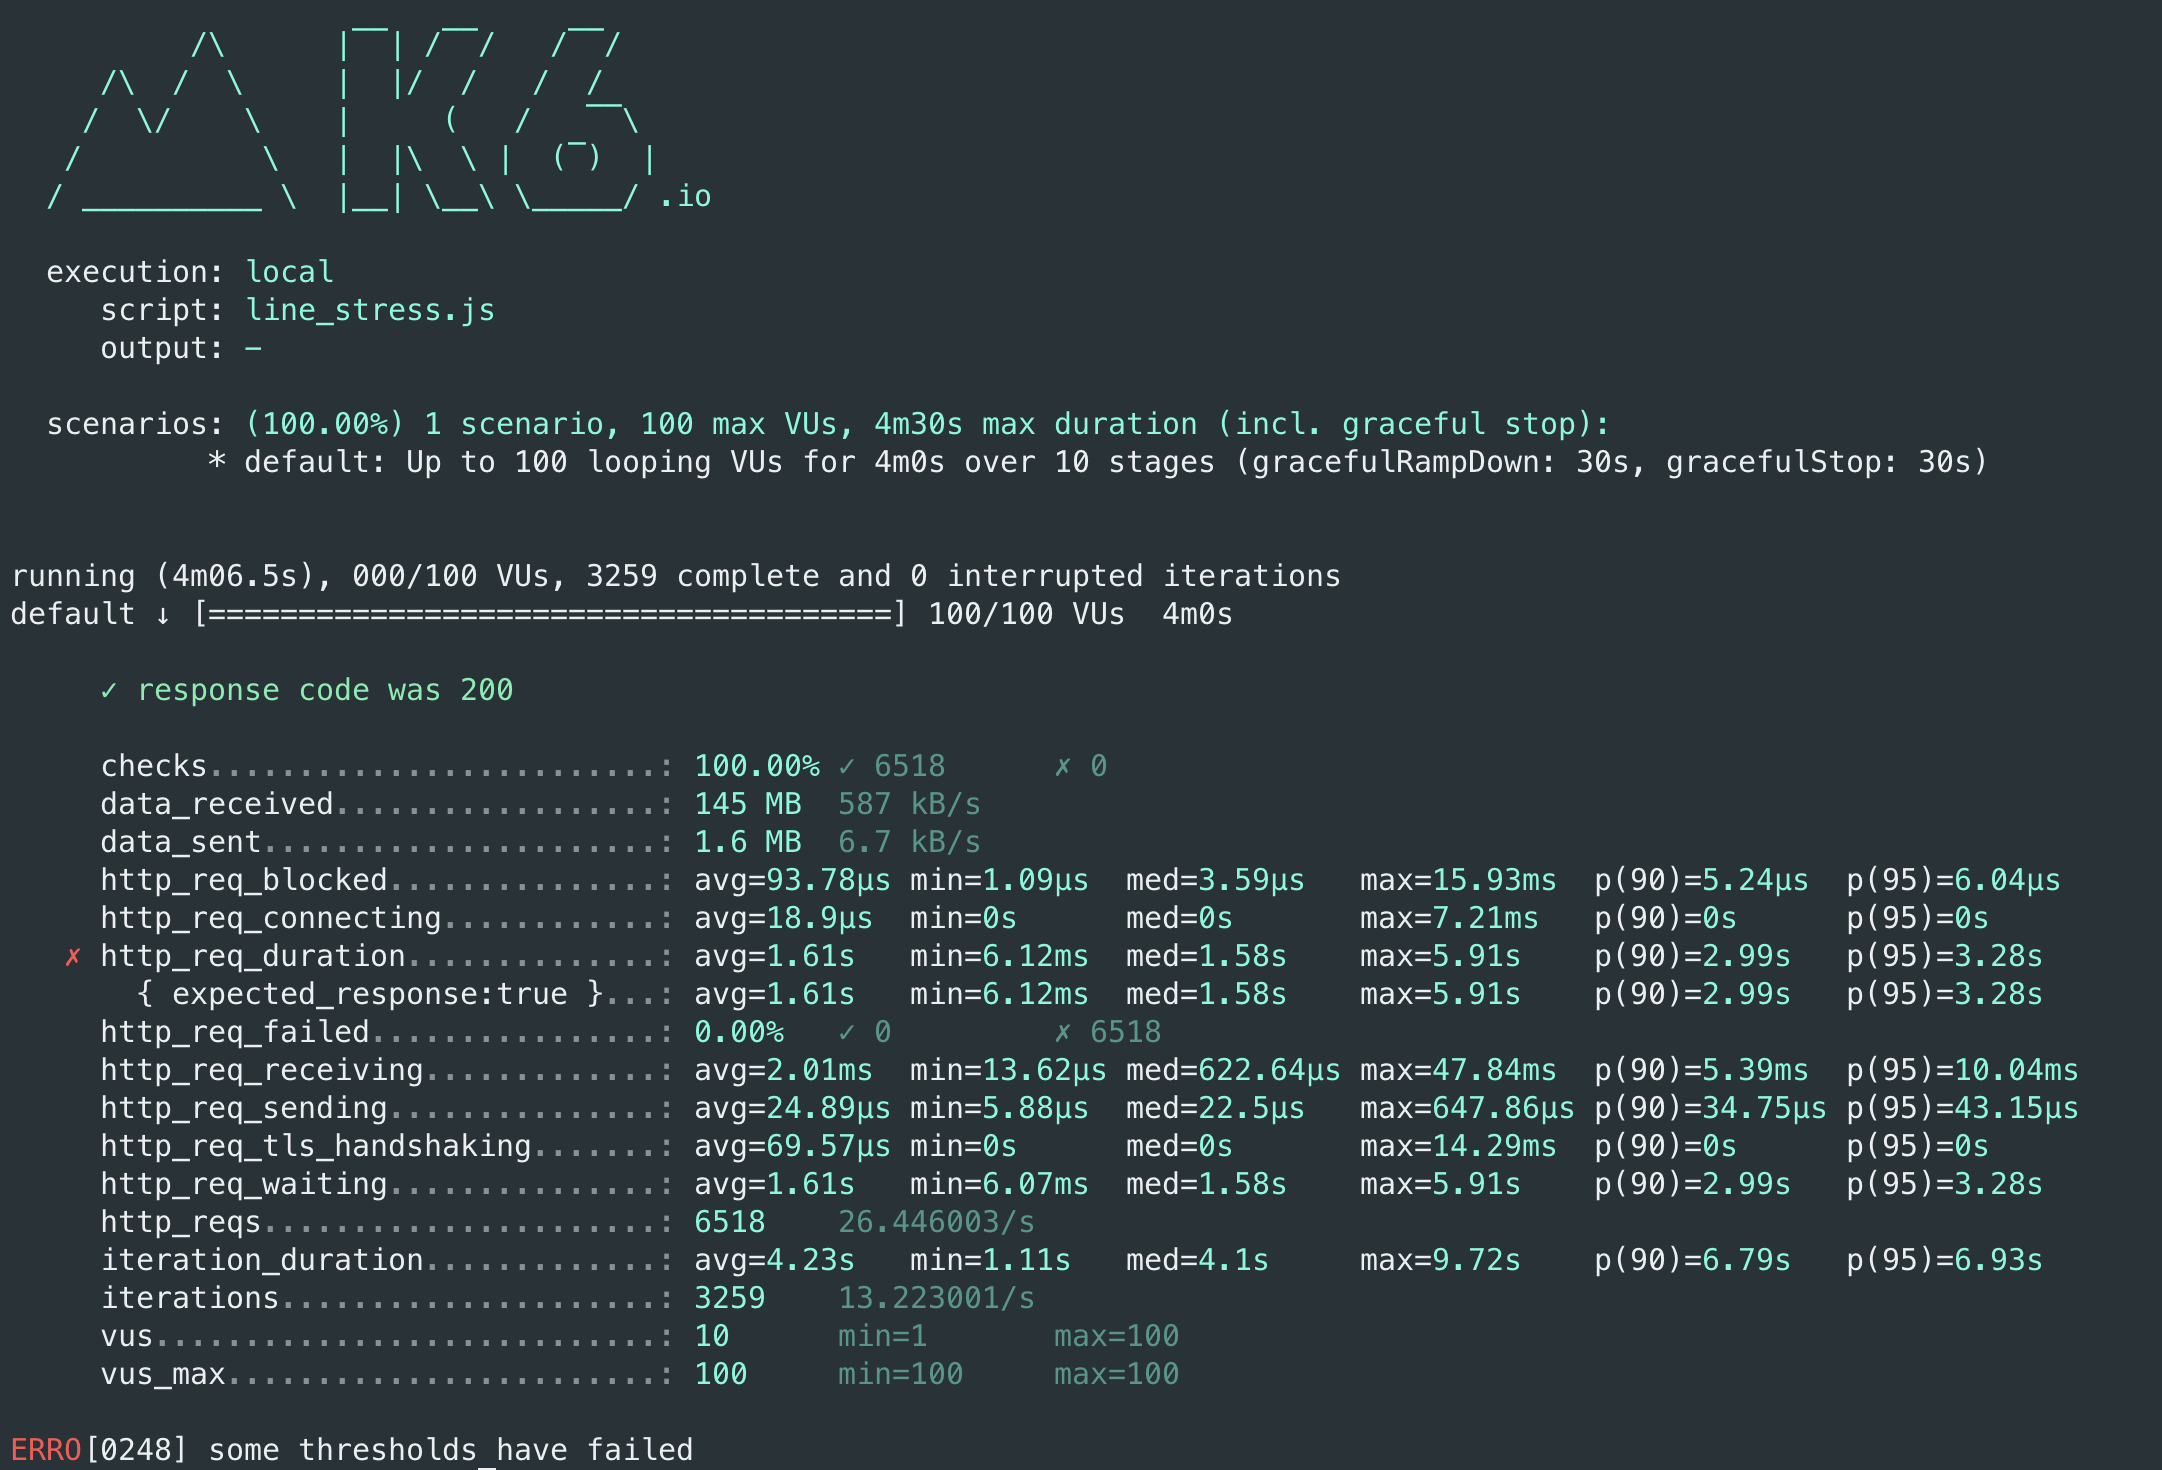 /\      |‾‾| /‾‾/   /‾‾/
     /\  /  \     |  |/  /   /  /
    /  \/    \    |     (   /   ‾‾\
   /          \   |  |\  \ |  (‾)  |
  / __________ \  |__| \__\ \_____/ .io
  execution: local
     script: line_stress.js
     output: -
  scenarios: (100.00%) 1 scenario, 100 max VUs, 4m30s max duration (incl. graceful stop):
           * default: Up to 100 looping VUs for 4m0s over 10 stages (gracefulRampDown: 30s, gracefulStop: 30s)
running (4m06.5s), 000/100 VUs, 3259 complete and 0 interrupted iterations
default ↓ [======================================] 100/100 VUs  4m0s
     ✓ response code was 200
     checks.........................: 100.00% ✓ 6518      ✗ 0
     data_received..................: 145 MB  587 kB/s
     data_sent......................: 1.6 MB  6.7 kB/s
     http_req_blocked...............: avg=93.78µs min=1.09µs  med=3.59µs   max=15.93ms  p(90)=5.24µs  p(95)=6.04µs
     http_req_connecting............: avg=18.9µs  min=0s      med=0s       max=7.21ms   p(90)=0s      p(95)=0s
   ✗ http_req_duration..............: avg=1.61s   min=6.12ms  med=1.58s    max=5.91s    p(90)=2.99s   p(95)=3.28s
       { expected_response:true }...: avg=1.61s   min=6.12ms  med=1.58s    max=5.91s    p(90)=2.99s   p(95)=3.28s
     http_req_failed................: 0.00%   ✓ 0         ✗ 6518
     http_req_receiving.............: avg=2.01ms  min=13.62µs med=622.64µs max=47.84ms  p(90)=5.39ms  p(95)=10.04ms
     http_req_sending...............: avg=24.89µs min=5.88µs  med=22.5µs   max=647.86µs p(90)=34.75µs p(95)=43.15µs
     http_req_tls_handshaking.......: avg=69.57µs min=0s      med=0s       max=14.29ms  p(90)=0s      p(95)=0s
     http_req_waiting...............: avg=1.61s   min=6.07ms  med=1.58s    max=5.91s    p(90)=2.99s   p(95)=3.28s
     http_reqs......................: 6518    26.446003/s
     iteration_duration.............: avg=4.23s   min=1.11s   med=4.1s     max=9.72s    p(90)=6.79s   p(95)=6.93s
     iterations.....................: 3259    13.223001/s
     vus............................: 10      min=1       max=100
     vus_max........................: 100     min=100     max=100
ERRO[0248] some thresholds have failed